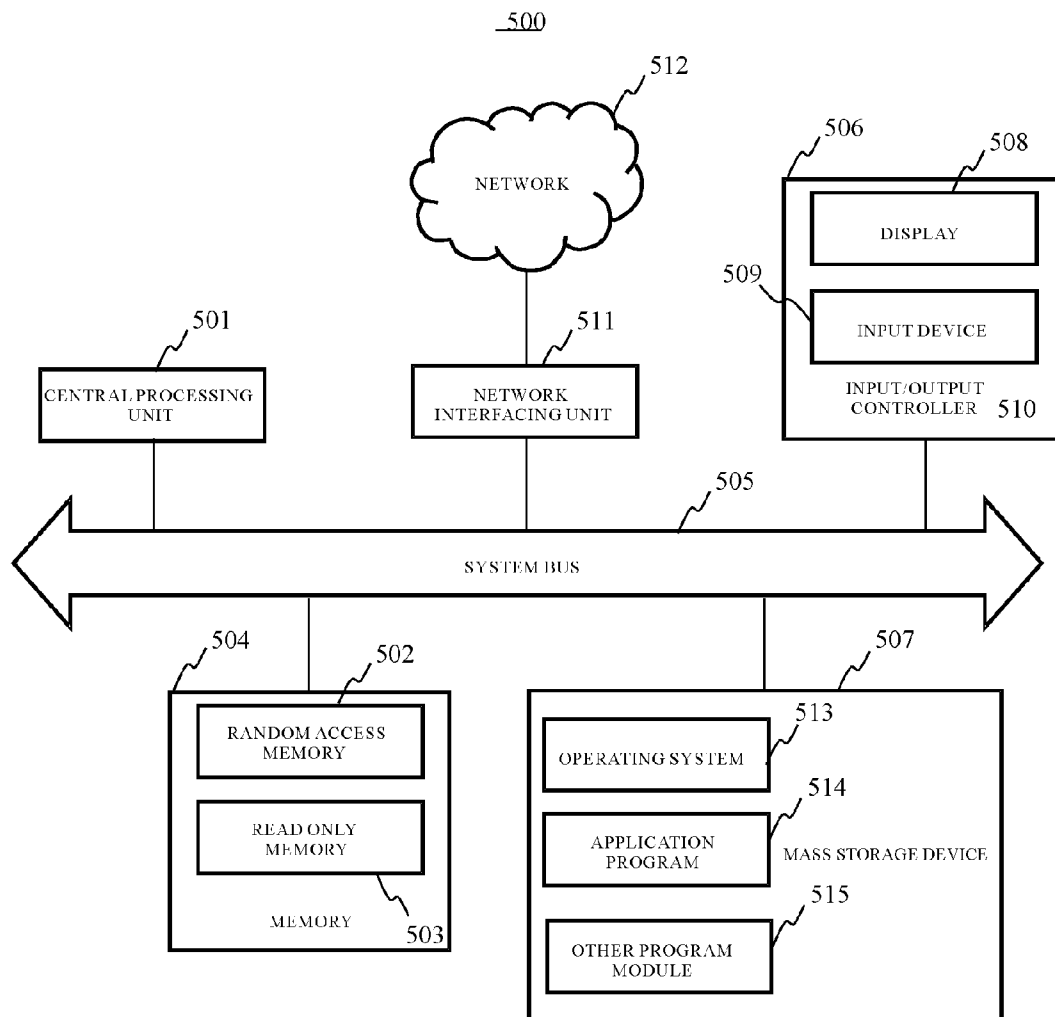 500
512
NETWORK
506
508
DISPLAY
509
INPUT DEVICE
INPUT/OUTPUT
CONTROLLER
510
501
CENTRAL PROCESSING
UNIT
511
NETWORK
INTERFACING UNIT
505
SYSTEM BUS
504
502
RANDOM ACCESS
MEMORY
READ ONLY
MEMORY
MEMORY
503
507
513
OPERATING SYSTEM
514
APPLICATION
PROGRAM
MASS STORAGE DEVICE
515
OTHER PROGRAM
MODULE